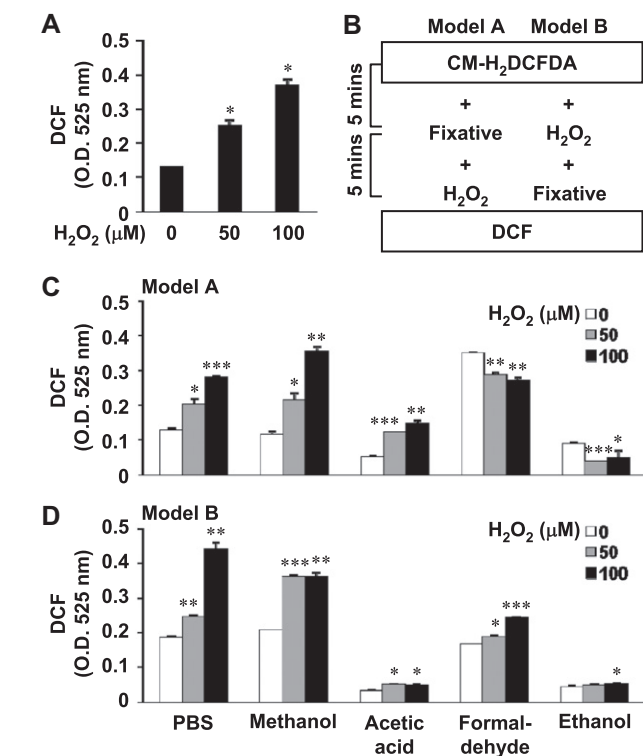 A
0.5
0.4
0.3
0.2
0.1
0
DCF
(O.D. 525 nm)
*
*
H₂O₂ (μM) 0 50 100
B
Model A Model B
CM-H₂DCFDA
5 mins
+ +
Fixative H₂O₂
5 mins
+ +
H₂O₂ Fixative
DCF
C Model A
0.5
0.4
0.3
0.2
0.1
0
DCF
(O.D. 525 nm)
H₂O₂ (μM) 0
50
100
* ***
* **
*** **
** **
*** *
D Model B
0.5
0.4
0.3
0.2
0.1
0
DCF
(O.D. 525 nm)
H₂O₂ (μM) 0
50
100
** **
*** **
* *
* ***
*
PBS Methanol Acetic Formal- Ethanol
acid dehyde